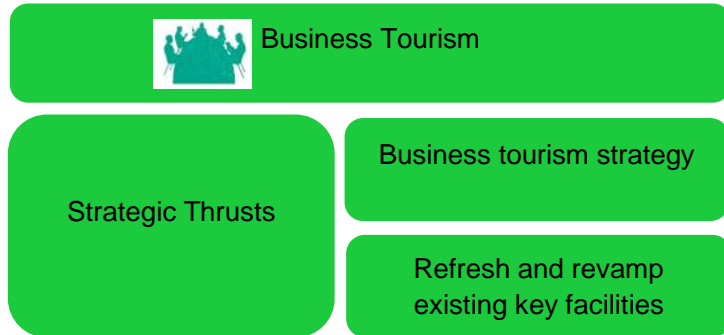 Business Tourism
Strategic Thrusts
Business tourism strategy
Refresh and revamp
existing key facilities